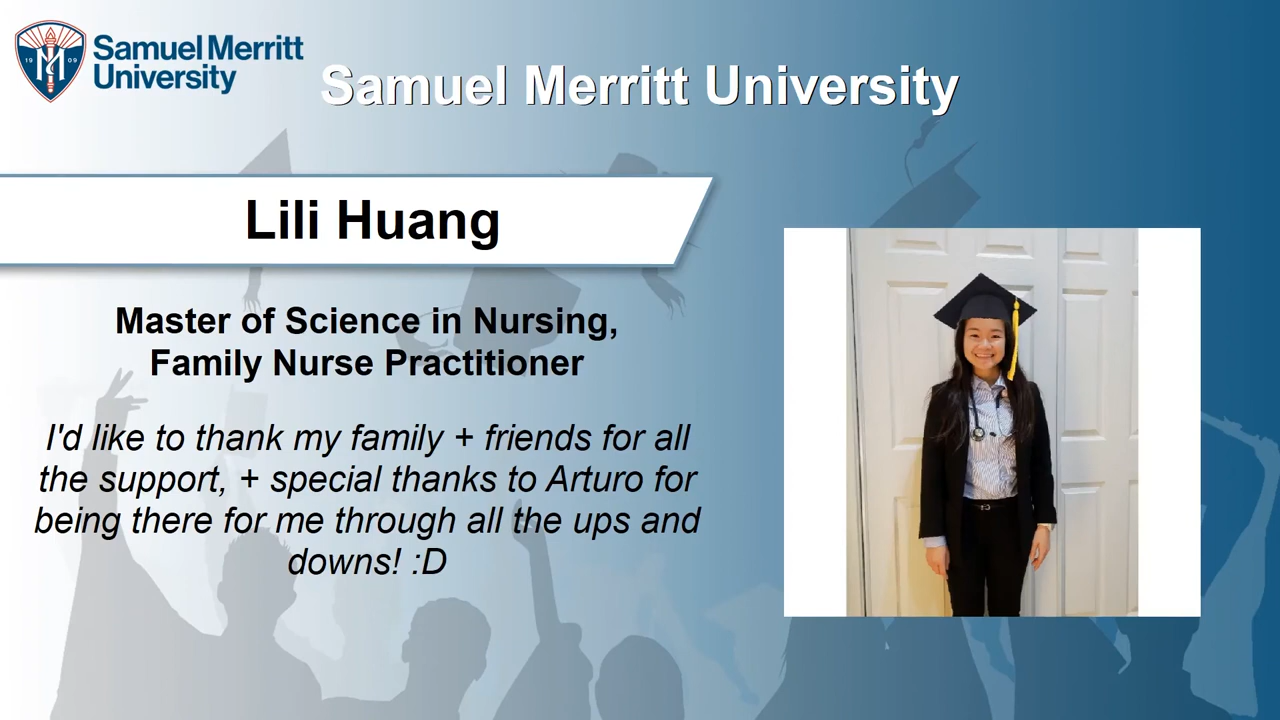 Samuel Merritt
University
19 09
Samuel Merritt University
Lili Huang
Master of Science in Nursing,
Family Nurse Practitioner
I'd like to thank my family + friends for all
the support, + special thanks to Arturo for
being there for me through all the ups and
downs! :D